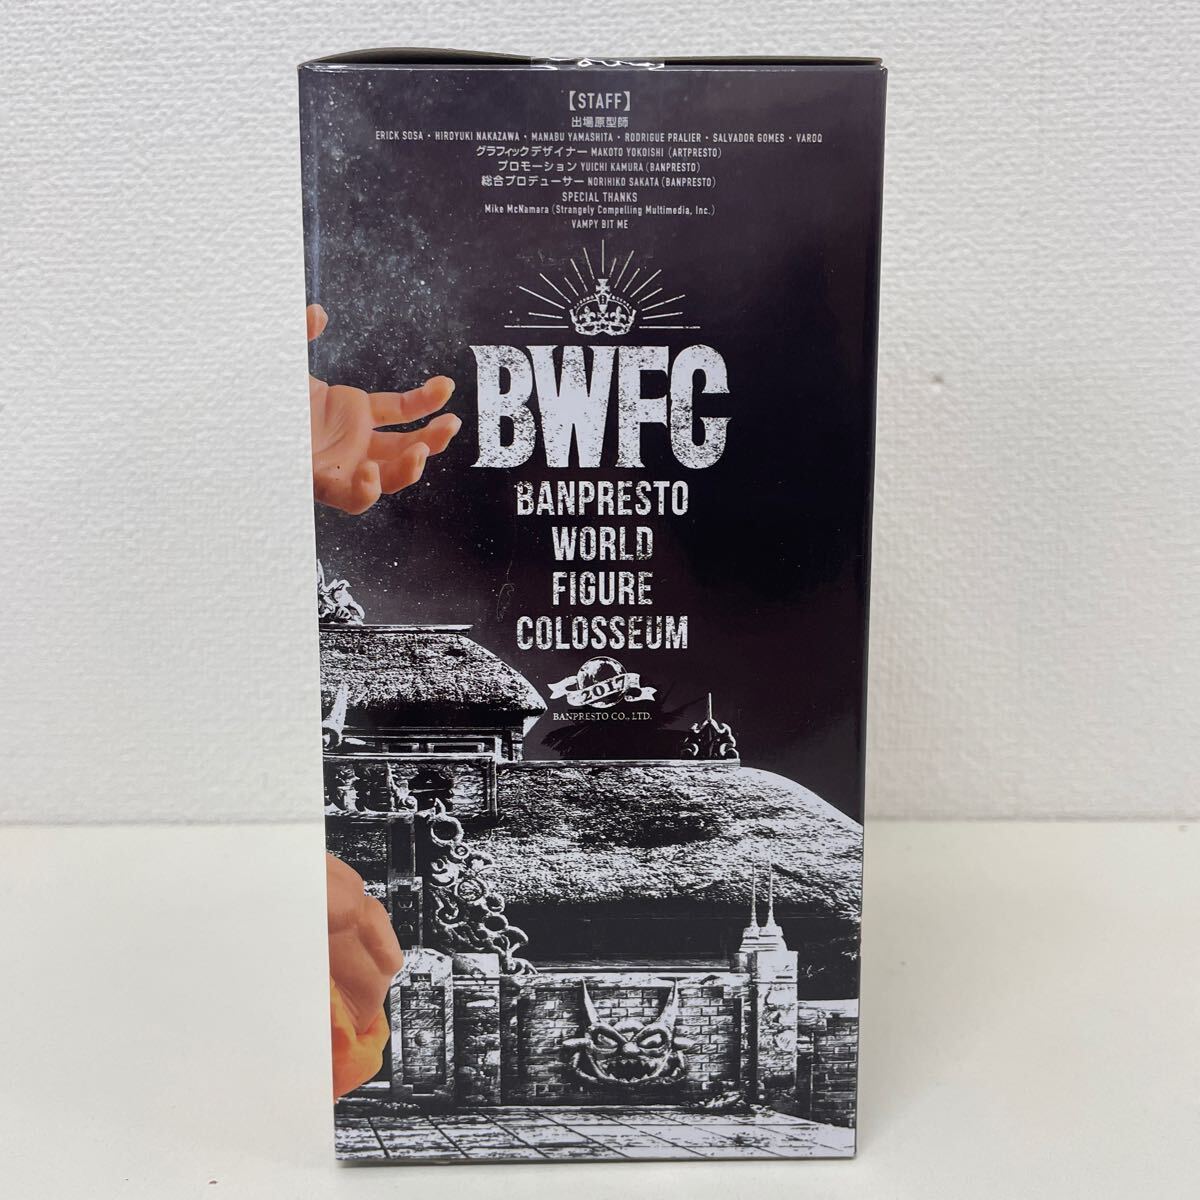 【STAFF】
出場原型師
ERICK SOSA・HIROYUKI NAKAZAWA・MANABU YAMASHITA・RODRIGUE PRALIER・SALVADOR GOMES・VAROQ
グラフィックデザイナー MAKOTO YOKOISHI (ARTPRESTO)
プロモーション YUICHI KAMURA (BANPRESTO)
総合プロデューサー NORIHIKO SAKATA (BANPRESTO)
SPECIAL THANKS
Mike McNamara (Strangely Compelling Multimedia, Inc.)
VAMPY BIT ME
BWFC
BANPRESTO
WORLD
FIGURE
COLOSSEUM
2017
BANPRESTO CO., LTD.